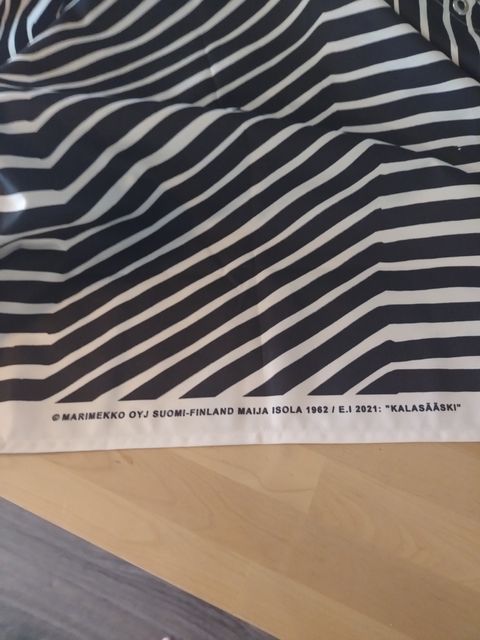 © MARIMEKKO OYJ SUOMI-FINLAND MAIJA ISOLA 1962 / E.I 2021: "KALASÄÄSKI"